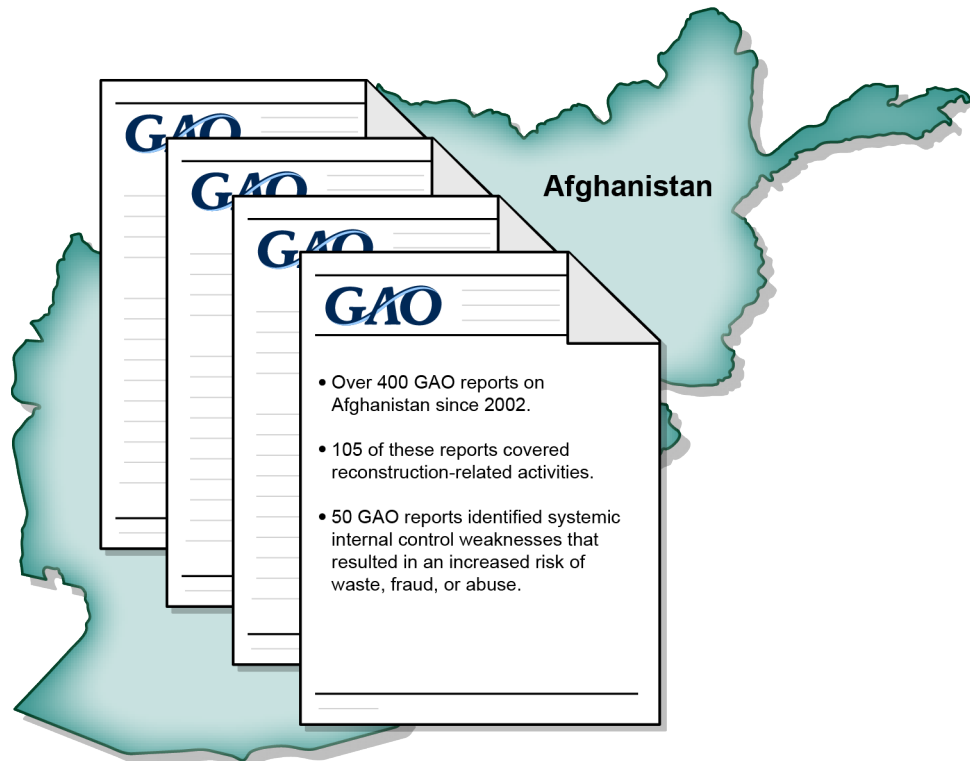 GAO
GAO
GAO
GAO
Afghanistan
• Over 400 GAO reports on
Afghanistan since 2002.
• 105 of these reports covered
reconstruction-related activities.
• 50 GAO reports identified systemic
internal control weaknesses that
resulted in an increased risk of
waste, fraud, or abuse.